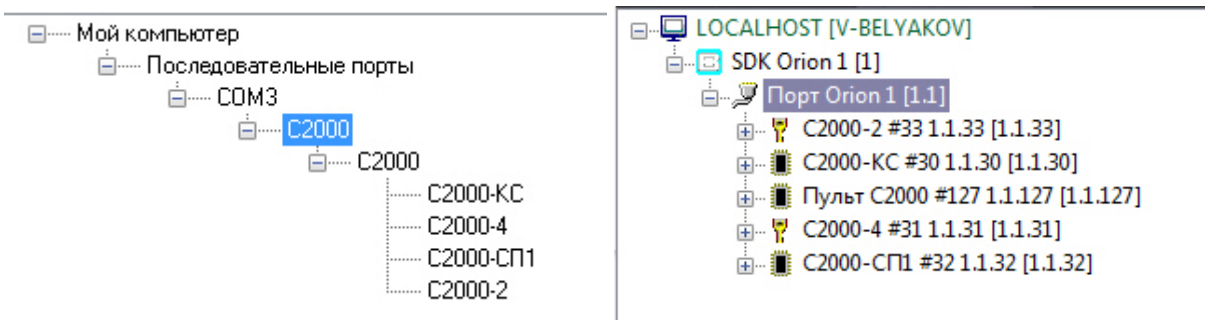 Мой компьютер
Последовательные порты
COM3
C2000
C2000
С2000-КС
С2000-4
С2000-СП1
С2000-2
LOCALHOST [V-BELYAKOV]
SDK Orion 1 [1]
Порт Orion 1 [1.1]
С2000-2 #33 1.1.33 [1.1.33]
С2000-КС #30 1.1.30 [1.1.30]
Пульт С2000 #127 1.1.127 [1.1.127]
С2000-4 #31 1.1.31 [1.1.31]
С2000-СП1 #32 1.1.32 [1.1.32]